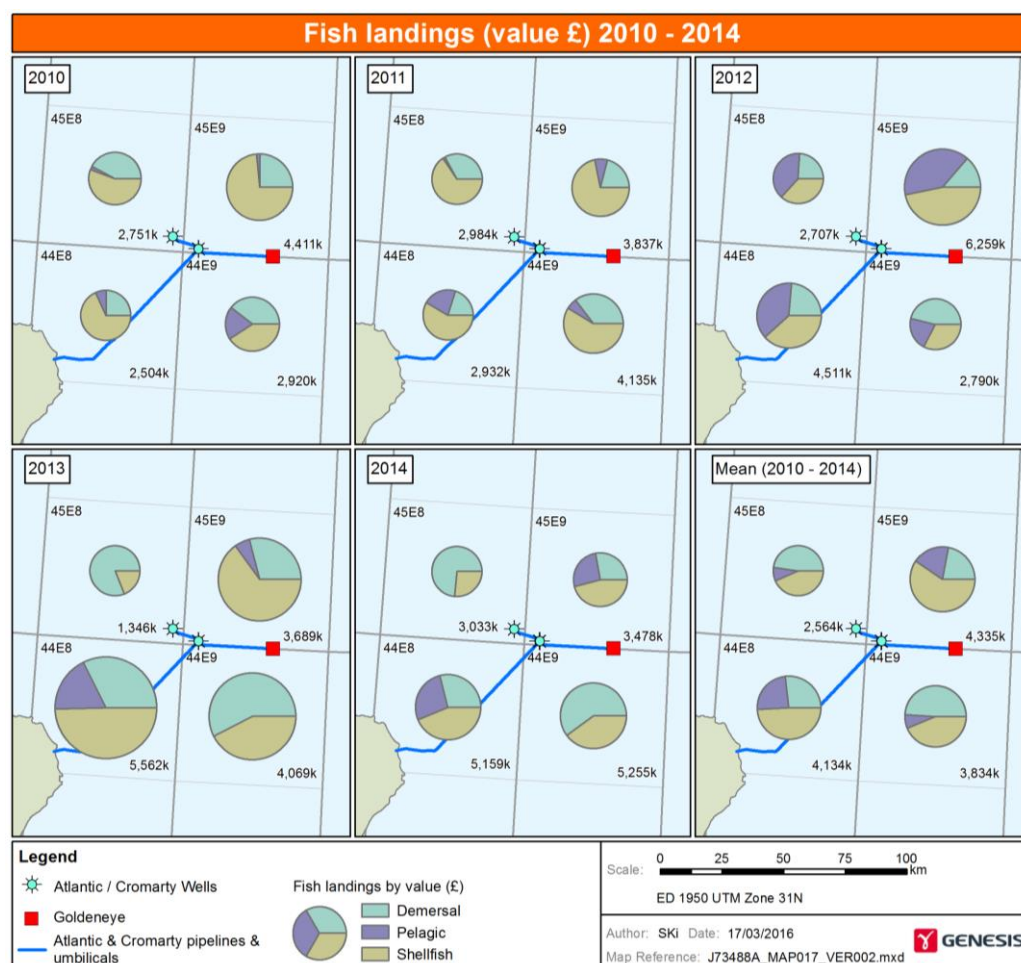 Fish landings (value £) 2010 - 2014
2010
45E8
45E9
2,751k
4,411k
44E8
44E9
2,504k
2,920k
2011
45E8
45E9
2,984k
3,837k
44E8
44E9
2,932k
4,135k
2012
45E8
45E9
2,707k
6,259k
44E8
44E9
4,511k
2,790k
2013
45E8
45E9
1,346k
3,689k
44E8
44E9
5,562k
4,069k
2014
45E8
45E9
3,033k
3,478k
44E8
44E9
5,159k
5,255k
Mean (2010 - 2014)
45E8
45E9
2,564k
4,335k
44E8
44E9
4,134k
3,834k
Legend
Atlantic / Cromarty Wells
Goldeneye
Atlantic & Cromarty pipelines &
umbilicals
Fish landings by value (£)
Demersal
Pelagic
Shellfish
Scale: 0 25 50 75 100
km
ED 1950 UTM Zone 31N
Author: SKi Date: 17/03/2016
Map Reference: J73488A_MAP017_VER002.mxd
GENESIS